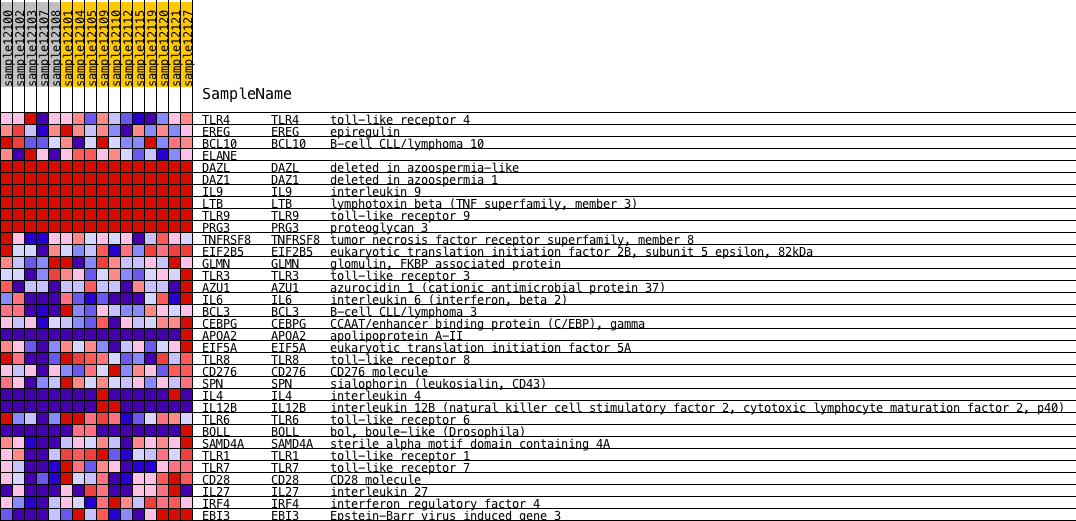 sample12100
sample12102
sample12103
sample12107
sample12108
sample12101
sample12104
sample12105
sample12109
sample12110
sample12112
sample12115
sample12119
sample12120
sample12121
sample12127
SampleName
TLR4 TLR4 toll-like receptor 4
EREG EREG epiregulin
BCL10 BCL10 B-cell CLL/lymphoma 10
ELANE
DAZL DAZL deleted in azoospermia-like
DAZ1 DAZ1 deleted in azoospermia 1
IL9 IL9 interleukin 9
LTB LTB lymphotoxin beta (TNF superfamily, member 3)
TLR9 TLR9 toll-like receptor 9
PRG3 PRG3 proteoglycan 3
TNFRSF8 TNFRSF8 tumor necrosis factor receptor superfamily, member 8
EIF2B5 EIF2B5 eukaryotic translation initiation factor 2B, subunit 5 epsilon, 82kDa
GLMN GLMN glomulin, FKBP associated protein
TLR3 TLR3 toll-like receptor 3
AZU1 AZU1 azurocidin 1 (cationic antimicrobial protein 37)
IL6 IL6 interleukin 6 (interferon, beta 2)
BCL3 BCL3 B-cell CLL/lymphoma 3
CEBPG CEBPG CCAAT/enhancer binding protein (C/EBP), gamma
APOA2 APOA2 apolipoprotein A-II
EIF5A EIF5A eukaryotic translation initiation factor 5A
TLR8 TLR8 toll-like receptor 8
CD276 CD276 CD276 molecule
SPN SPN sialophorin (leukosialin, CD43)
IL4 IL4 interleukin 4
IL12B IL12B interleukin 12B (natural killer cell stimulatory factor 2, cytotoxic lymphocyte maturation factor 2, p40)
TLR6 TLR6 toll-like receptor 6
BOLL BOLL bol, boule-like (Drosophila)
SAMD4A SAMD4A sterile alpha motif domain containing 4A
TLR1 TLR1 toll-like receptor 1
TLR7 TLR7 toll-like receptor 7
CD28 CD28 CD28 molecule
IL27 IL27 interleukin 27
IRF4 IRF4 interferon regulatory factor 4
EBI3 EBI3 Epstein-Barr virus induced gene 3